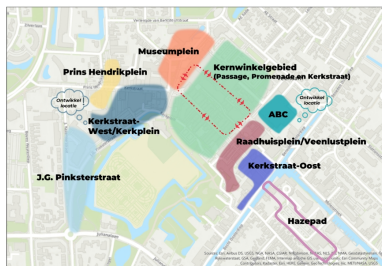 Museumplein
Kernwinkelgebied
(Passage, Promenade en Kerkstraat)
Prins Hendrikplein
Ontwikkel
locatie
Ontwikkel
locatie
ABC
Kerkstraat-
West/Kerkplein
Raadhuisplein/Veenlustplein
Kerkstraat-Oost
J.G. Pinksterstraat
Hazepad